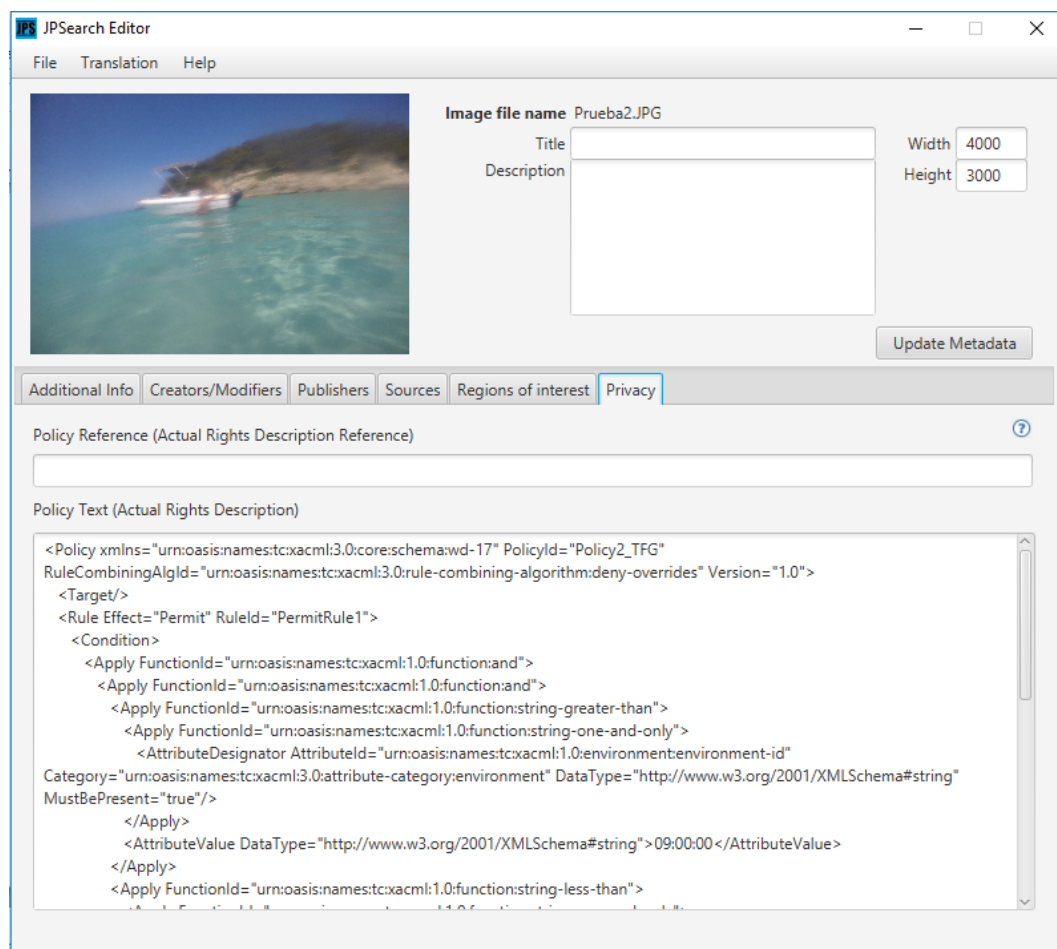 JPS JPSearch Editor
File Translation Help
Image file name Prueba2.JPG
Title
Width 4000
Description
Height 3000
Update Metadata
Additional Info Creators/Modifiers Publishers Sources Regions of interest Privacy
Policy Reference (Actual Rights Description Reference)
?
Policy Text (Actual Rights Description)
<Policy xmlns="urn:oasis:names:tc:xacml:3.0:core:schema:wd-17" PolicyId="Policy2_TFG"
RuleCombiningAlgId="urn:oasis:names:tc:xacml:3.0:rule-combining-algorithm:deny-overrides" Version="1.0">
<Target/>
<Rule Effect="Permit" RuleId="PermitRule1">
<Condition>
<Apply FunctionId="urn:oasis:names:tc:xacml:1.0:function:and">
<Apply FunctionId="urn:oasis:names:tc:xacml:1.0:function:and">
<Apply FunctionId="urn:oasis:names:tc:xacml:1.0:function:string-greater-than">
<Apply FunctionId="urn:oasis:names:tc:xacml:1.0:function:string-one-and-only">
<AttributeDesignator AttributeId="urn:oasis:names:tc:xacml:1.0:environment:environment-id"
Category="urn:oasis:names:tc:xacml:3.0:attribute-category:environment" DataType="http://www.w3.org/2001/XMLSchema#string"
MustBePresent="true"/>
</Apply>
<AttributeValue DataType="http://www.w3.org/2001/XMLSchema#string">09:00:00</AttributeValue>
</Apply>
<Apply FunctionId="urn:oasis:names:tc:xacml:1.0:function:string-less-than">